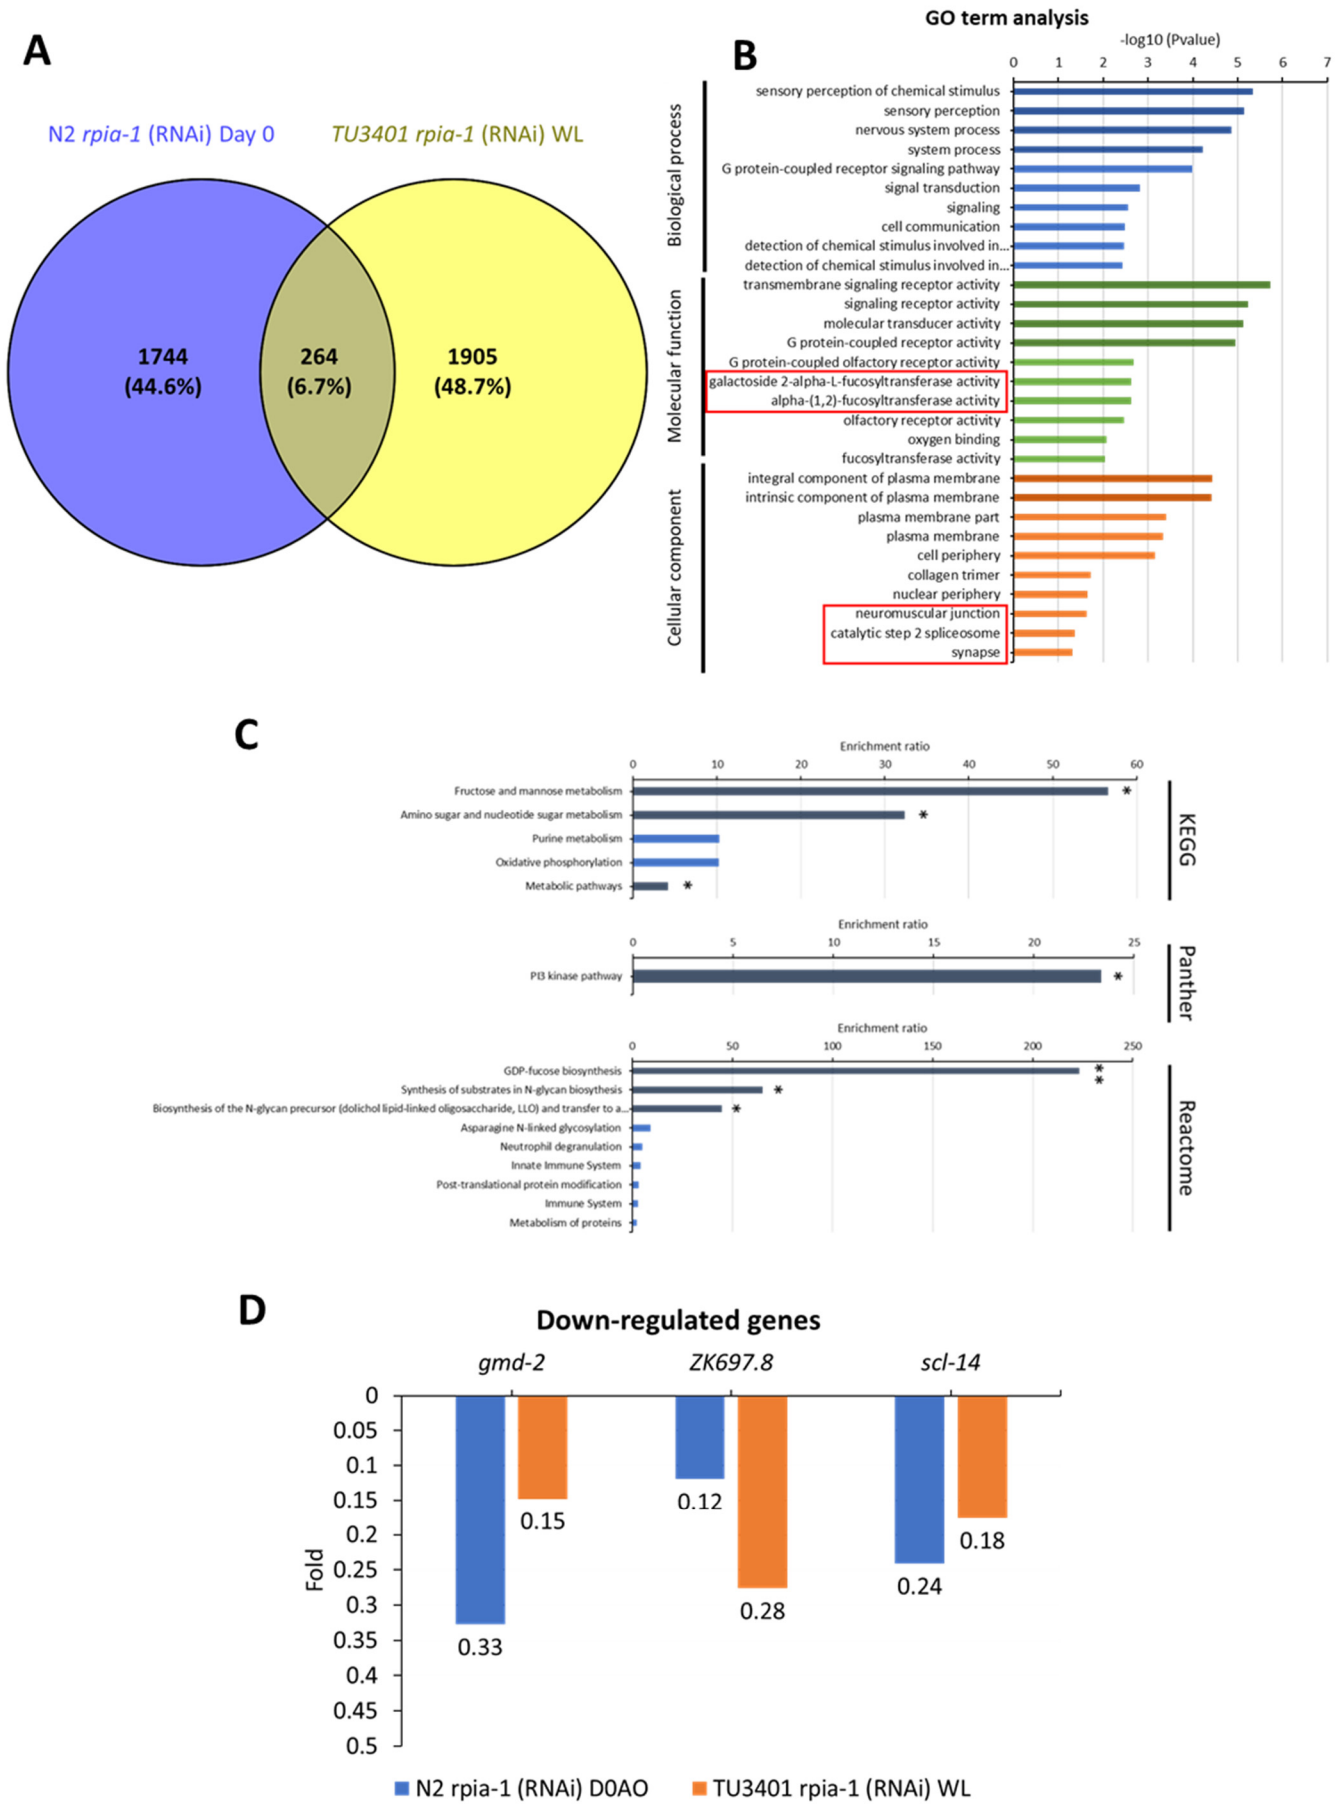 A
N2 rpia-1 (RNAi) Day 0
TU3401 rpia-1 (RNAi) WL
1744
(44.6%)
264
(6.7%)
1905
(48.7%)
GO term analysis
B
-log10 (Pvalue)
0 1 2 3 4 5 6 7
Biological process
sensory perception of chemical stimulus
sensory perception
nervous system process
system process
G protein-coupled receptor signaling pathway
signal transduction
signaling
cell communication
detection of chemical stimulus involved in...
detection of chemical stimulus involved in...
Molecular function
transmembrane signaling receptor activity
signaling receptor activity
molecular transducer activity
G protein-coupled receptor activity
G protein-coupled olfactory receptor activity
galactoside 2-alpha-L-fucosyltransferase activity
alpha-(1,2)-fucosyltransferase activity
olfactory receptor activity
oxygen binding
fucosyltransferase activity
Cellular component
integral component of plasma membrane
intrinsic component of plasma membrane
plasma membrane part
plasma membrane
cell periphery
collagen trimer
nuclear periphery
neuromuscular junction
catalytic step 2 spliceosome
synapse
C
Enrichment ratio
0 10 20 30 40 50 60
Fructose and mannose metabolism *
Amino sugar and nucleotide sugar metabolism *
Purine metabolism
Oxidative phosphorylation
Metabolic pathways *
KEGG
Enrichment ratio
0 5 10 15 20 25
PI3 kinase pathway *
Panther
Enrichment ratio
0 50 100 150 200 250
GDP-fucose biosynthesis **
Synthesis of substrates in N-glycan biosythesis *
Biosynthesis of the N-glycan precursor (dolichol lipid-linked oligosaccharide, LLO) and transfer to a... *
Asparagine N-linked glycosylation
Neutrophil degranulation
Innate Immune System
Post-translational protein modification
Immune System
Metabolism of proteins
Reactome
D
Down-regulated genes
gmd-2 ZK697.8 scl-14
Fold
0
0.05
0.1
0.15
0.2
0.25
0.3
0.35
0.4
0.45
0.5
0.33
0.15
0.12
0.28
0.24
0.18
N2 rpia-1 (RNAi) D0AO
TU3401 rpia-1 (RNAi) WL